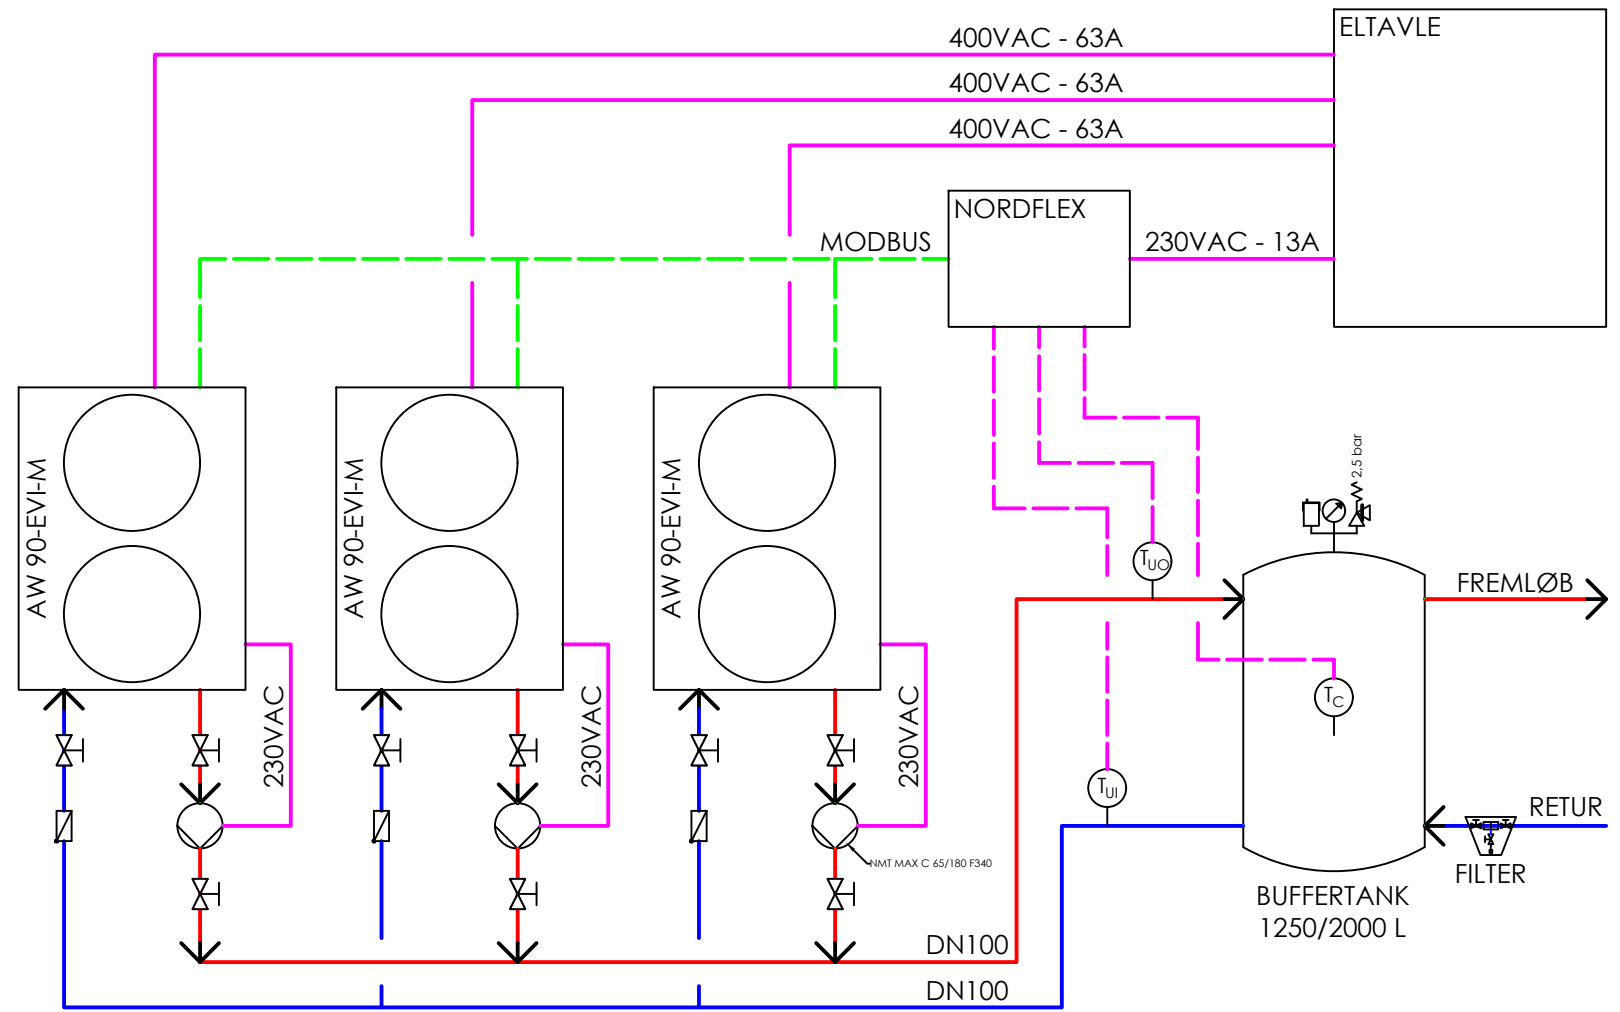 ELTAVLE
400VAC - 63A
400VAC - 63A
400VAC - 63A
NORDFLEX
MODBUS
230VAC - 13A
AW 90-EVI-M
AW 90-EVI-M
AW 90-EVI-M
2,5 bar
TUO
FREMLØB
TC
230VAC
230VAC
230VAC
TUI
RETUR
NMT MAX C 65/180 F340
FILTER
BUFFERTANK
1250/2000 L
DN100
DN100